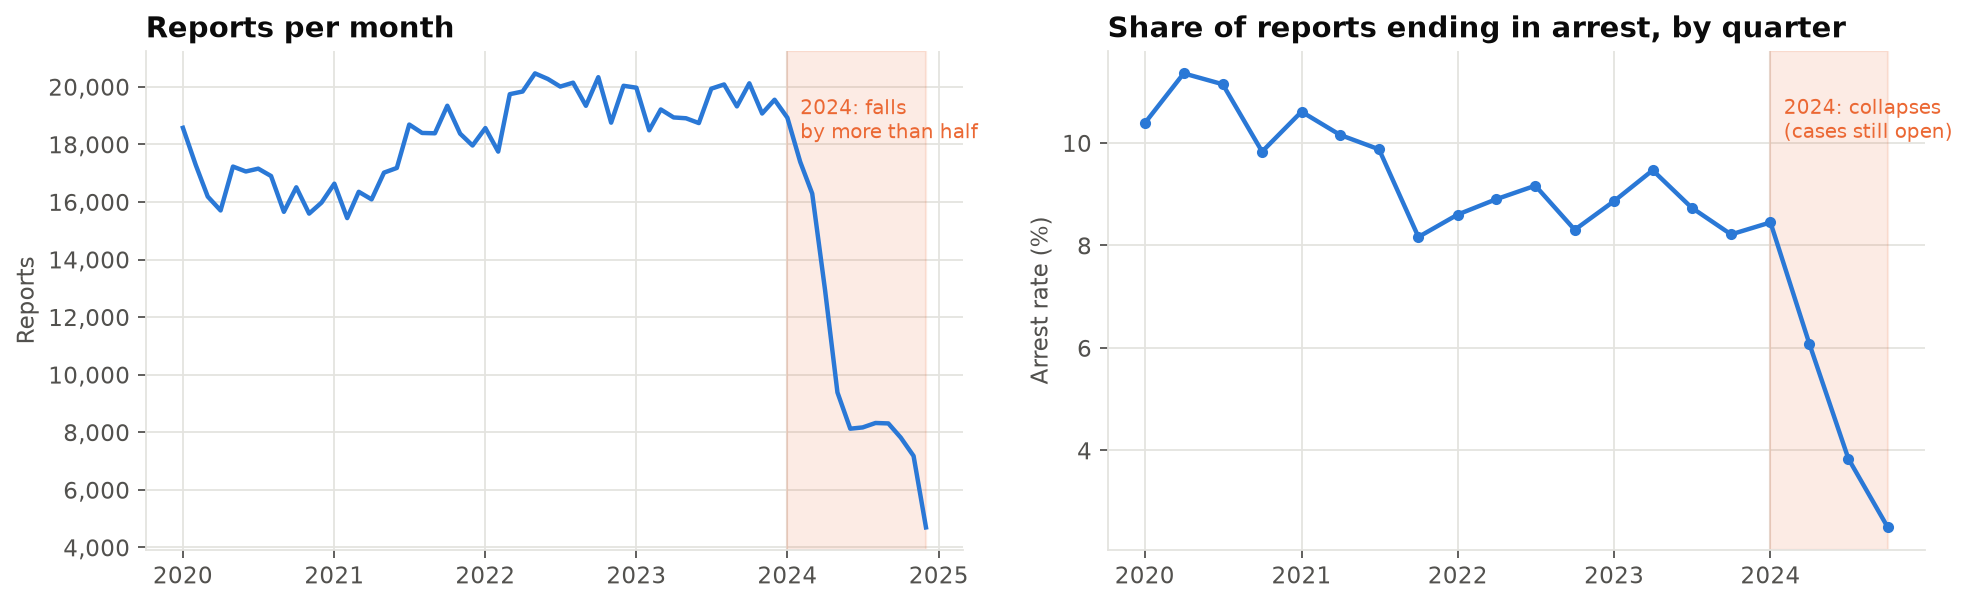 Reports per month
Reports
20,000
18,000
16,000
14,000
12,000
10,000
8,000
6,000
4,000
2024: falls
by more than half
2020 2021 2022 2023 2024 2025
Share of reports ending in arrest, by quarter
Arrest rate (%)
10
8
6
4
2024: collapses
(cases still open)
2020 2021 2022 2023 2024